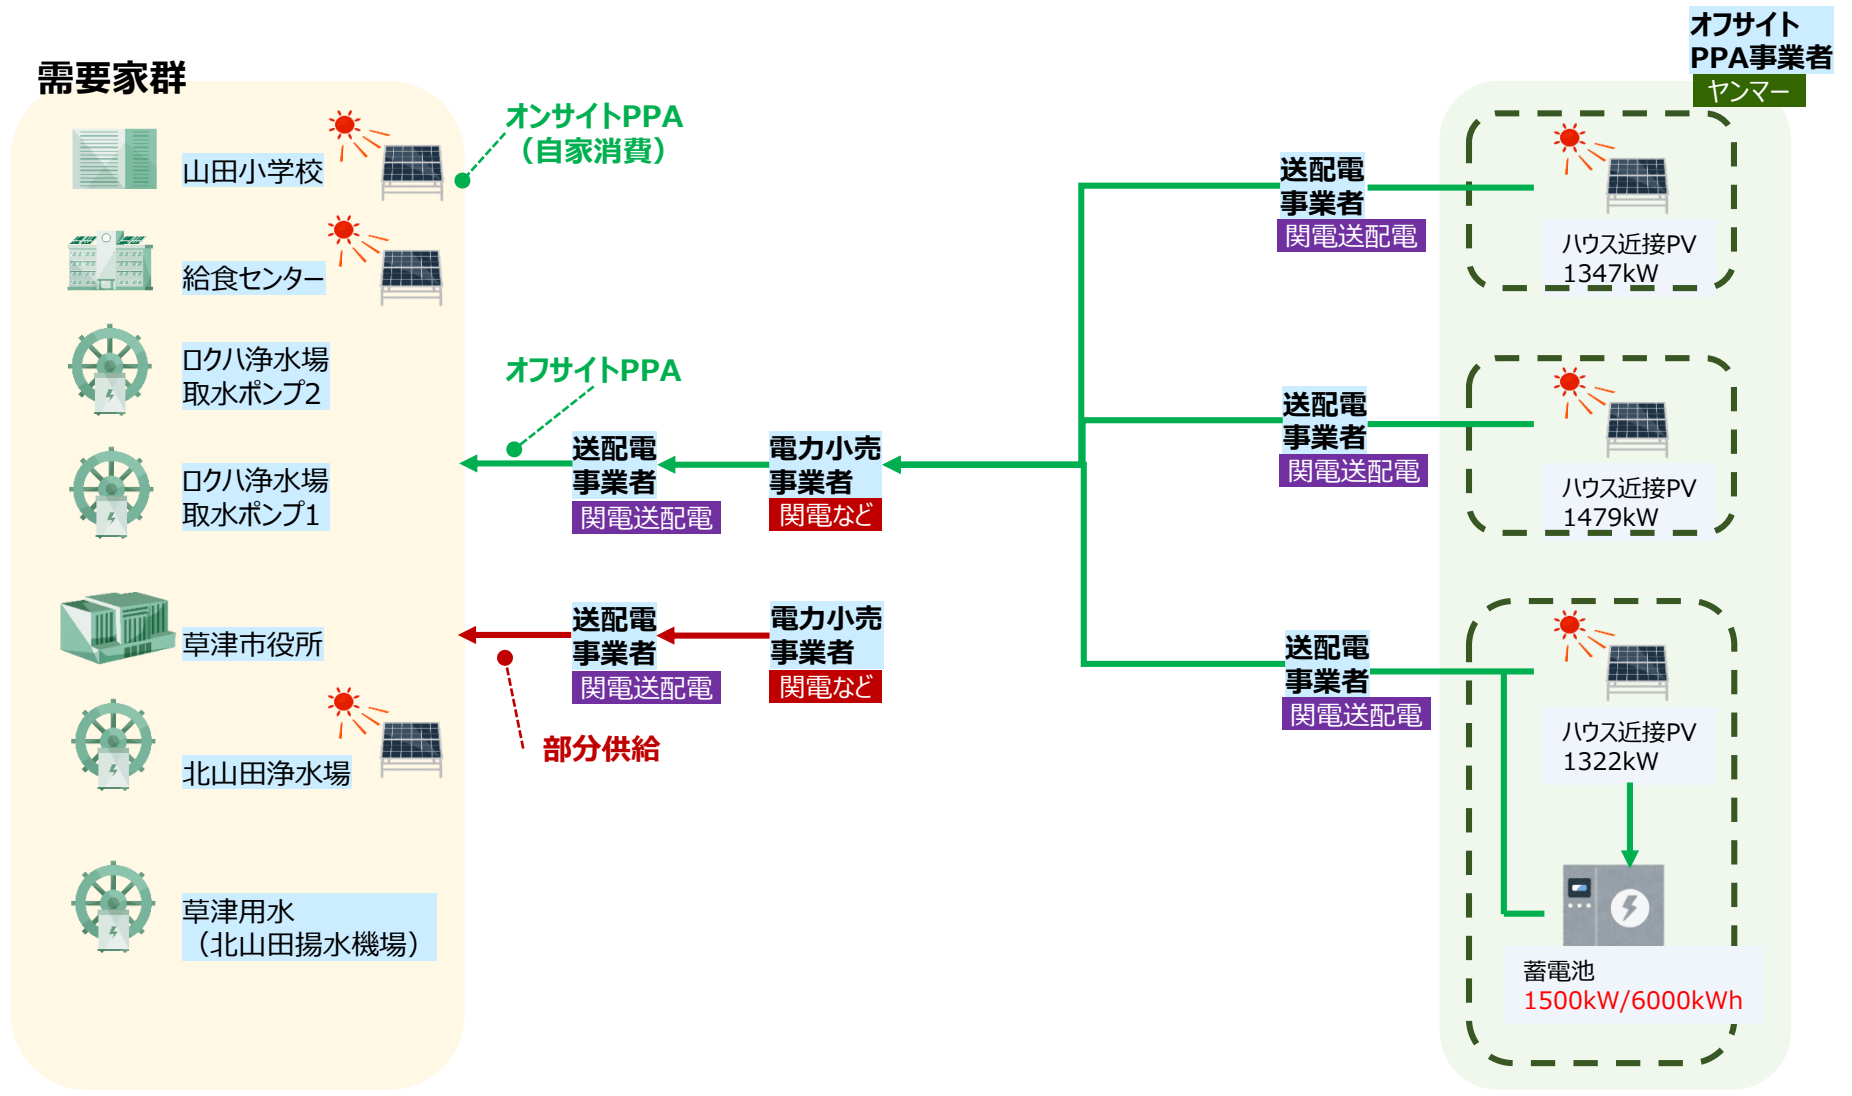 需要家群
山田小学校
給食センター
ロクハ浄水場
取水ポンプ2
ロクハ浄水場
取水ポンプ1
草津市役所
北山田浄水場
草津用水
（北山田揚水機場）
オンサイトPPA
（自家消費）
オフサイトPPA
送配電
事業者
関電送配電
電力小売
事業者
関電など
送配電
事業者
関電送配電
電力小売
事業者
関電など
部分供給
送配電
事業者
関電送配電
送配電
事業者
関電送配電
送配電
事業者
関電送配電
オフサイト
PPA事業者
ヤンマー
ハウス近接PV
1347kW
ハウス近接PV
1479kW
ハウス近接PV
1322kW
蓄電池
1500kW/6000kWh